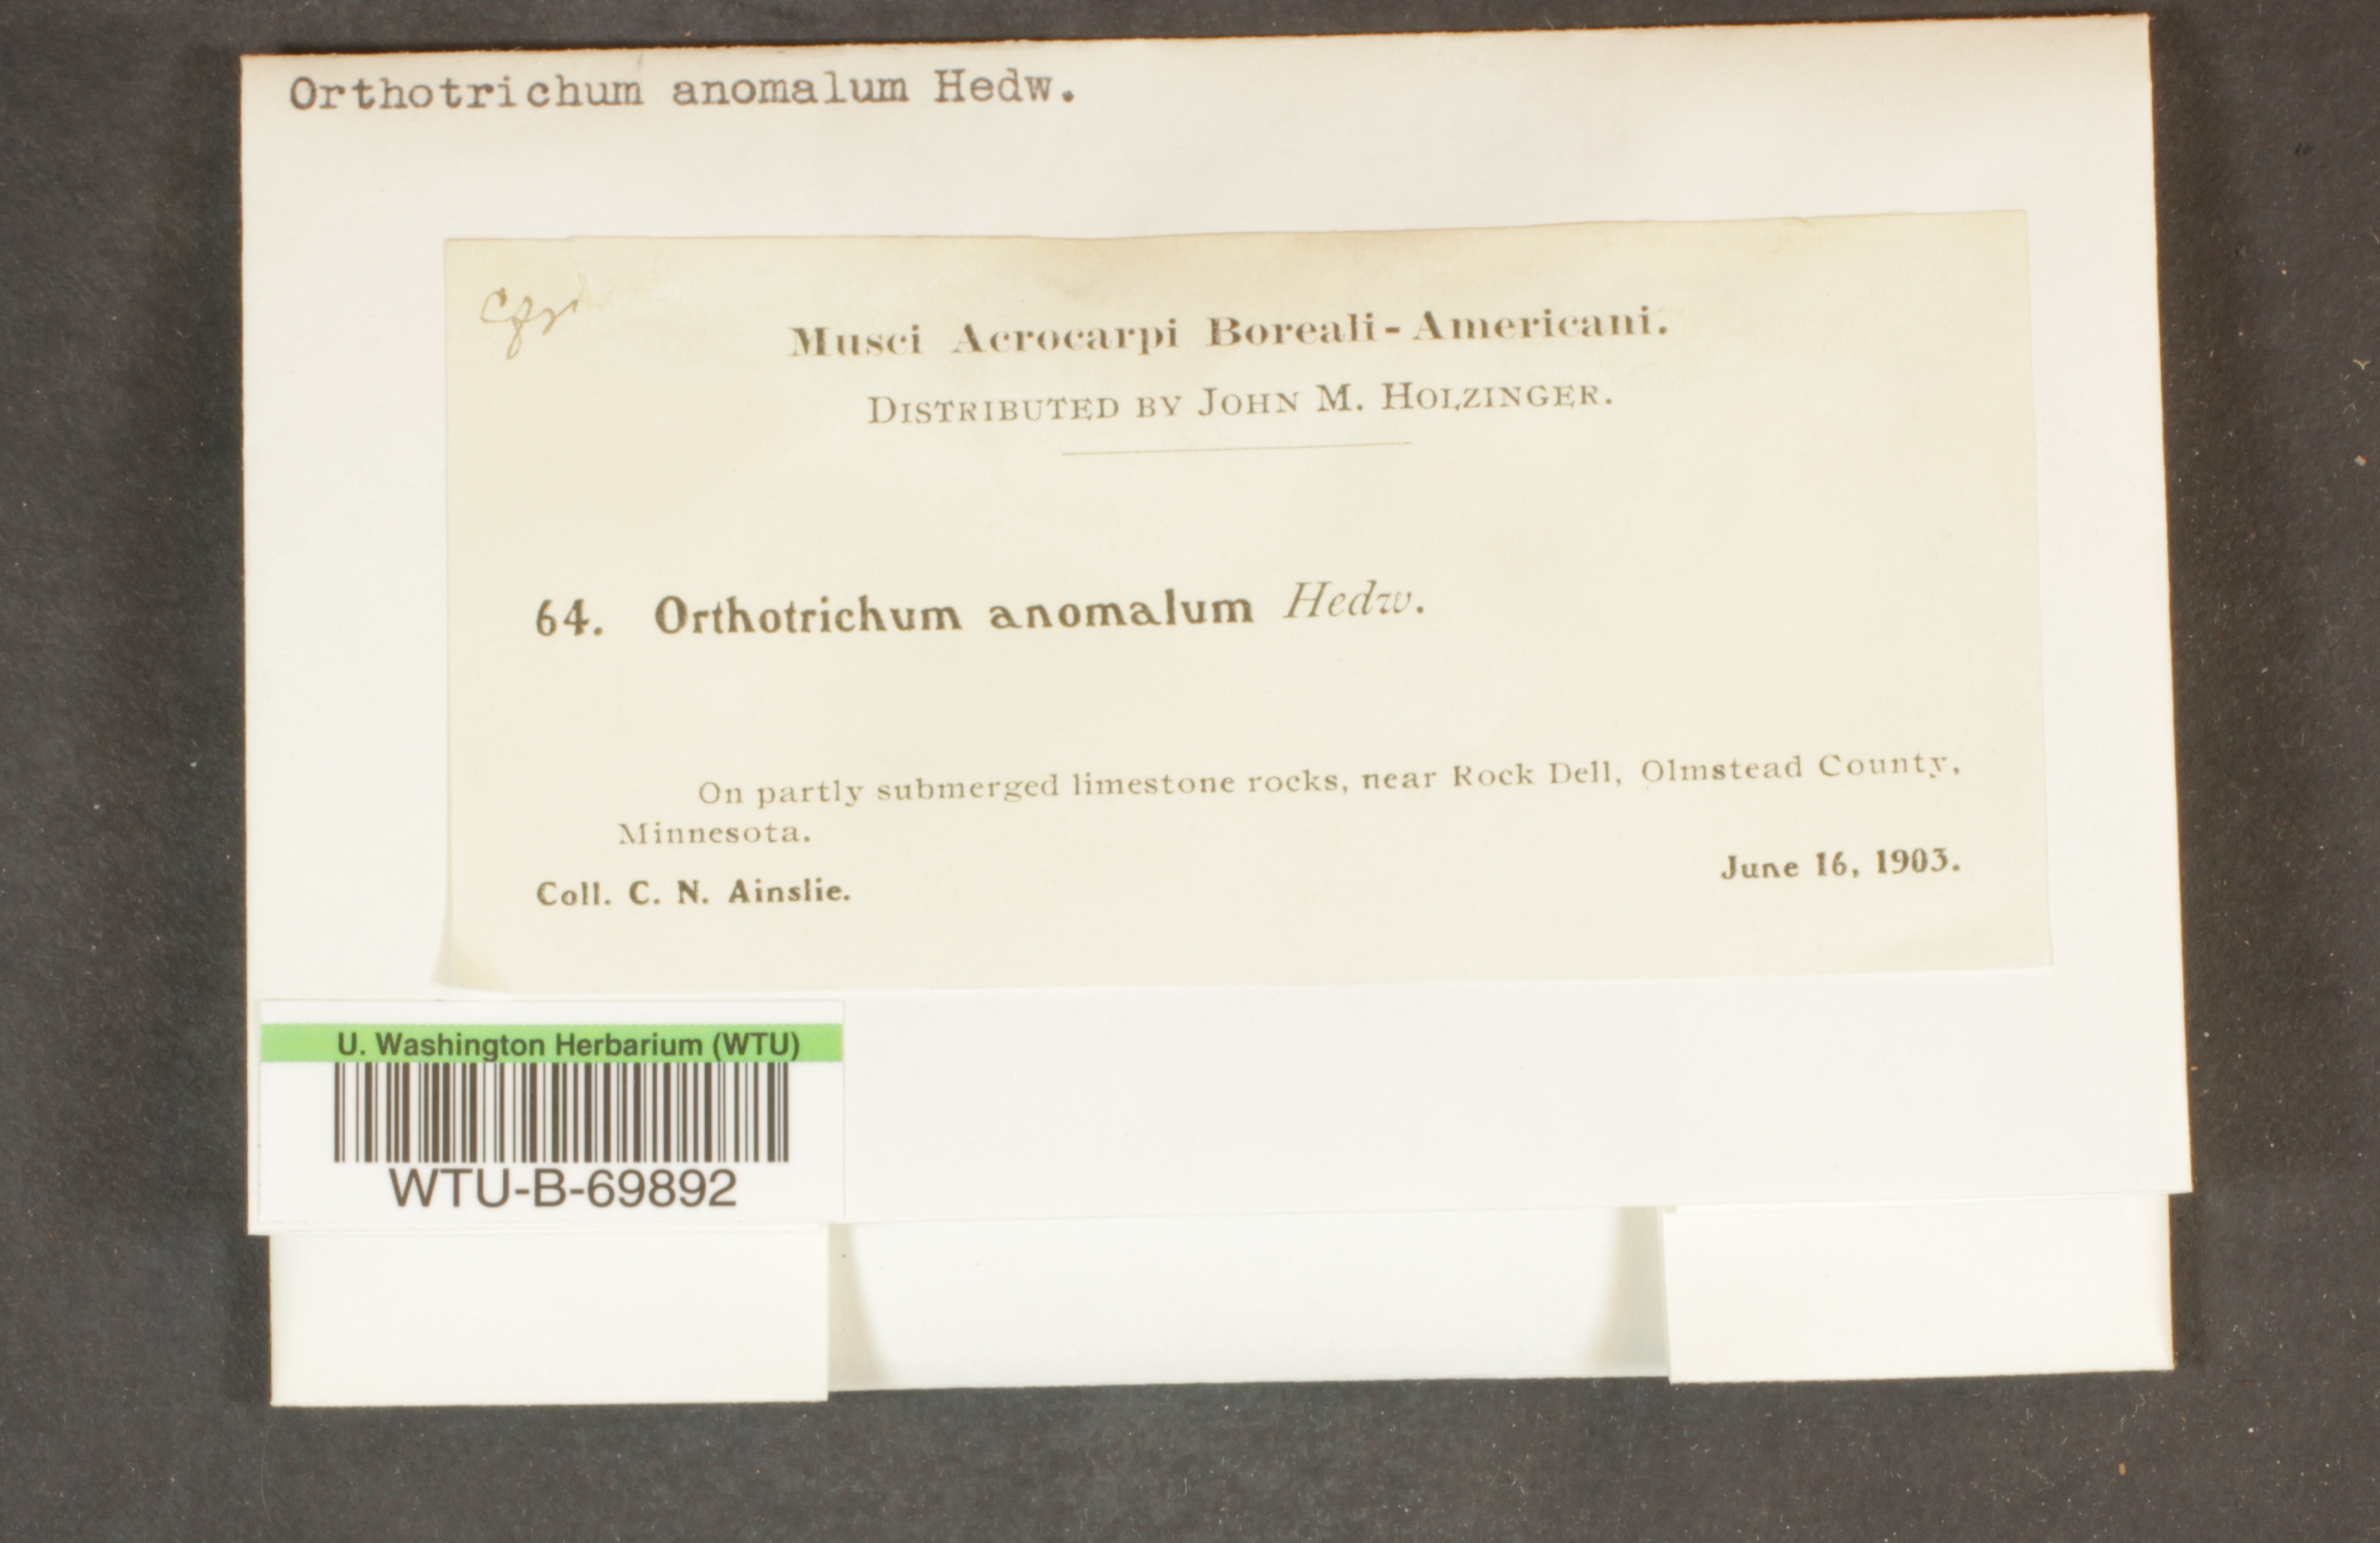 Orthotrichum anomalum Hedw.
cfr
Musci Acrocarpi Boreali-Americani.
DISTRIBUTED BY JOHN M. HOLZINGER.
64. Orthotrichum anomalum Hedw.
On partly submerged limestone rocks, near Rock Dell, Olmstead County,
Minnesota.
June 16, 1903.
Coll. C. N. Ainslie.
U. Washington Herbarium (WTU)
WTU-B-69892